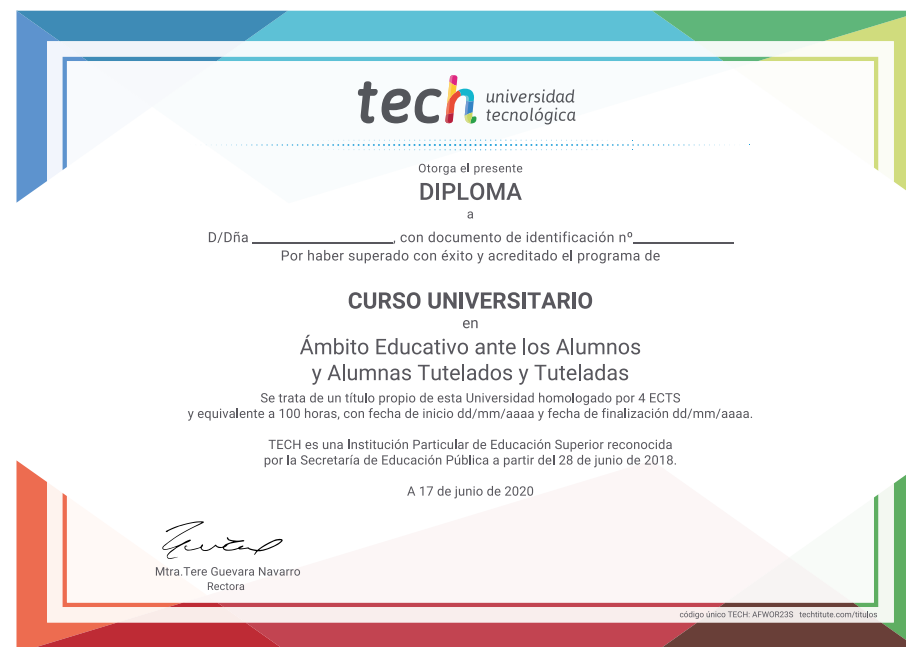 tech universidad
tecnológica
Otorga el presente
DIPLOMA
a
D/Dña ____________________, con documento de identificación nº______________
Por haber superado con éxito y acreditado el programa de
CURSO UNIVERSITARIO
en
Ámbito Educativo ante los Alumnos
y Alumnas Tutelados y Tuteladas
Se trata de un título propio de esta Universidad homologado por 4 ECTS
y equivalente a 100 horas, con fecha de inicio dd/mm/aaaa y fecha de finalización dd/mm/aaaa.
TECH es una Institución Particular de Educación Superior reconocida
por la Secretaría de Educación Pública a partir del 28 de junio de 2018.
A 17 de junio de 2020
Mtra.Tere Guevara Navarro
Rectora
código único TECH: AFWOR23S techtitute.com/titulos